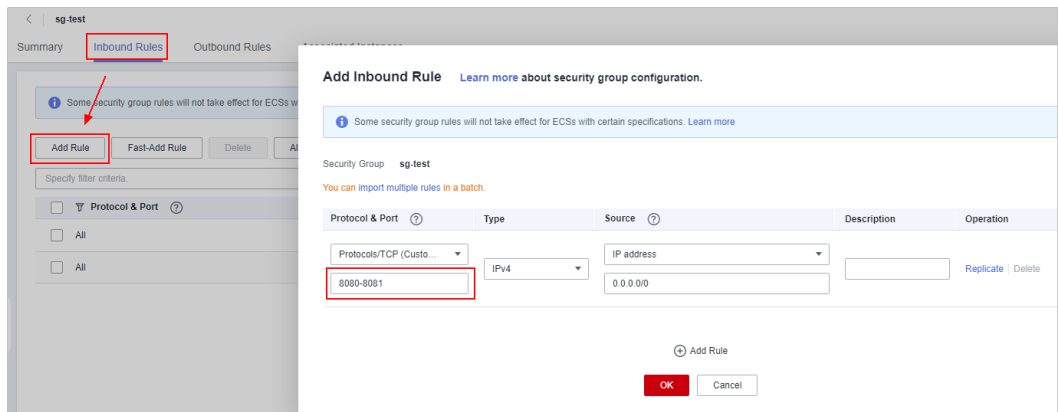 sg-test
Summary Inbound Rules Outbound Rules Associated Instances
Some security group rules will not take effect for ECSs w
Add Rule Fast-Add Rule Delete Al
Specify filter criteria.
Protocol & Port
All
All
Add Inbound Rule Learn more about security group configuration.
Some security group rules will not take effect for ECSs with certain specifications. Learn more
Security Group sg-test
You can import multiple rules in a batch.
Protocol & Port Type Source Description Operation
Protocols/TCP (Custo... IPv4 IP address Replicate Delete
8080-8081 0.0.0.0/0
Add Rule
OK Cancel